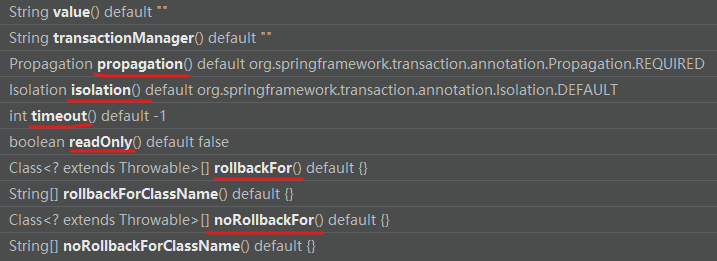 String value() default ""
String transactionManager() default ""
Propagation propagation() default org.springframework.transaction.annotation.Propagation.REQUIRED
Isolation isolation() default org.springframework.transaction.annotation.Isolation.DEFAULT
int timeout() default -1
boolean readOnly() default false
Class<? extends Throwable>[] rollbackFor() default {}
String[] rollbackForClassName() default {}
Class<? extends Throwable>[] noRollbackFor() default {}
String[] noRollbackForClassName() default {}